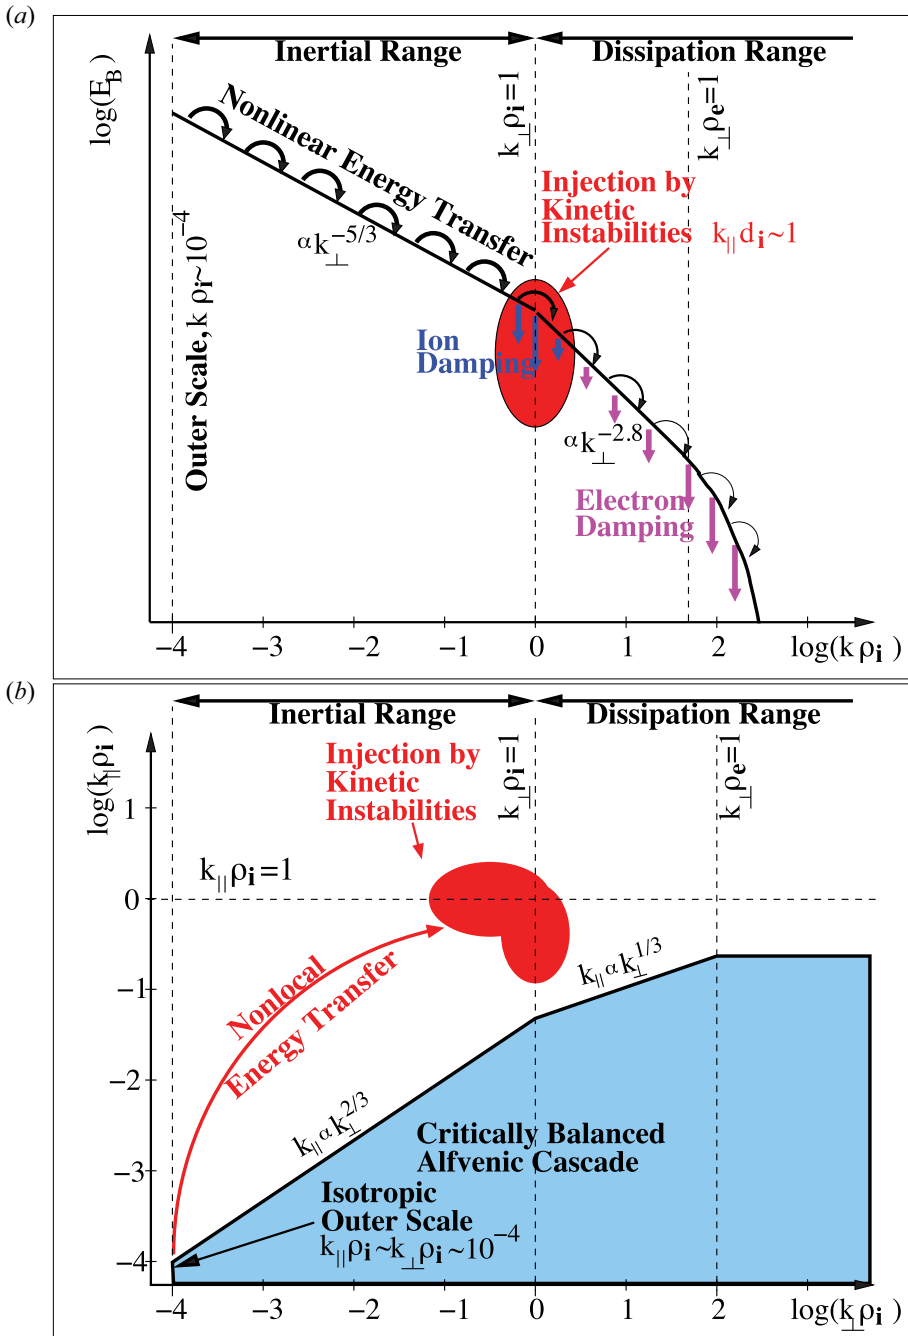 (a)
Inertial Range
Dissipation Range
log(E_B)
Nonlinear Energy Transfer
αk_⊥^−5/3
Outer Scale, k ρ_i~10^−4
k_⊥ρ_i=1
k_⊥ρ_e=1
Injection by
Kinetic
Instabilities k_|| d_i~1
Ion
Damping
αk_⊥^−2.8
Electron
Damping
−4 −3 −2 −1 0 1 2 log(k ρ_i )
(b)
Inertial Range
Dissipation Range
log(k_||ρ_i )
Injection by
Kinetic
Instabilities
k_⊥ρ_i=1
k_⊥ρ_e=1
k_||ρ_i=1
1
0
−1
−2
−3
−4
Nonlocal
Energy Transfer
k_|| α k_⊥^1/3
k_|| α k_⊥^2/3
Critically Balanced
Alfvenic Cascade
Isotropic
Outer Scale
k_||ρ_i~k_⊥ρ_i~10^−4
−4 −3 −2 −1 0 1 2 log(k_⊥ρ_i )